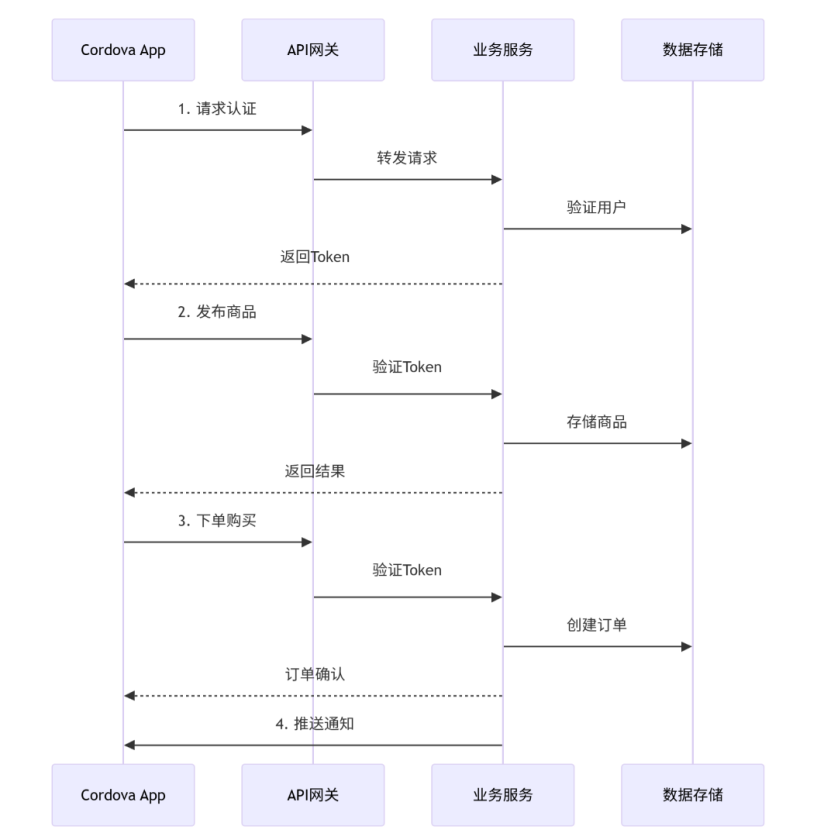 Cordova App
API网关
业务服务
数据存储
1. 请求认证
转发请求
验证用户
返回Token
2. 发布商品
验证Token
存储商品
返回结果
3. 下单购买
验证Token
创建订单
订单确认
4. 推送通知
Cordova App
API网关
业务服务
数据存储